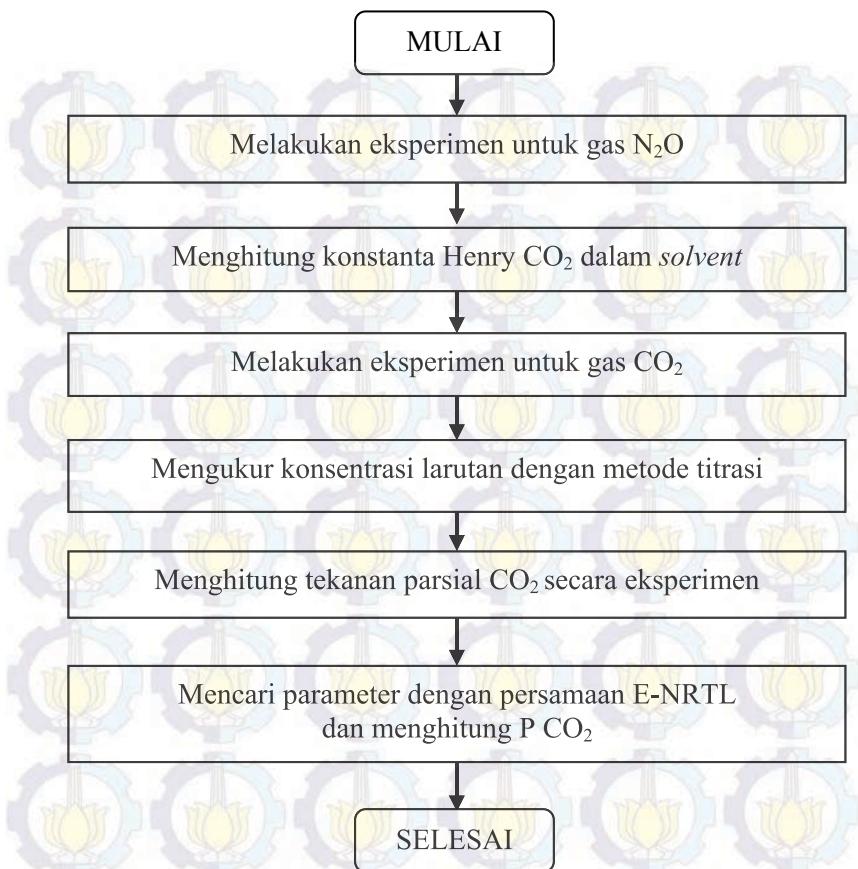 MULAI
Melakukan eksperimen untuk gas N₂O
Menghitung konstanta Henry CO₂ dalam solvent
Melakukan eksperimen untuk gas CO₂
Mengukur konsentrasi larutan dengan metode titrasi
Menghitung tekanan parsial CO₂ secara eksperimen
Mencari parameter dengan persamaan E-NRTL
dan menghitung P CO₂
SELESAI